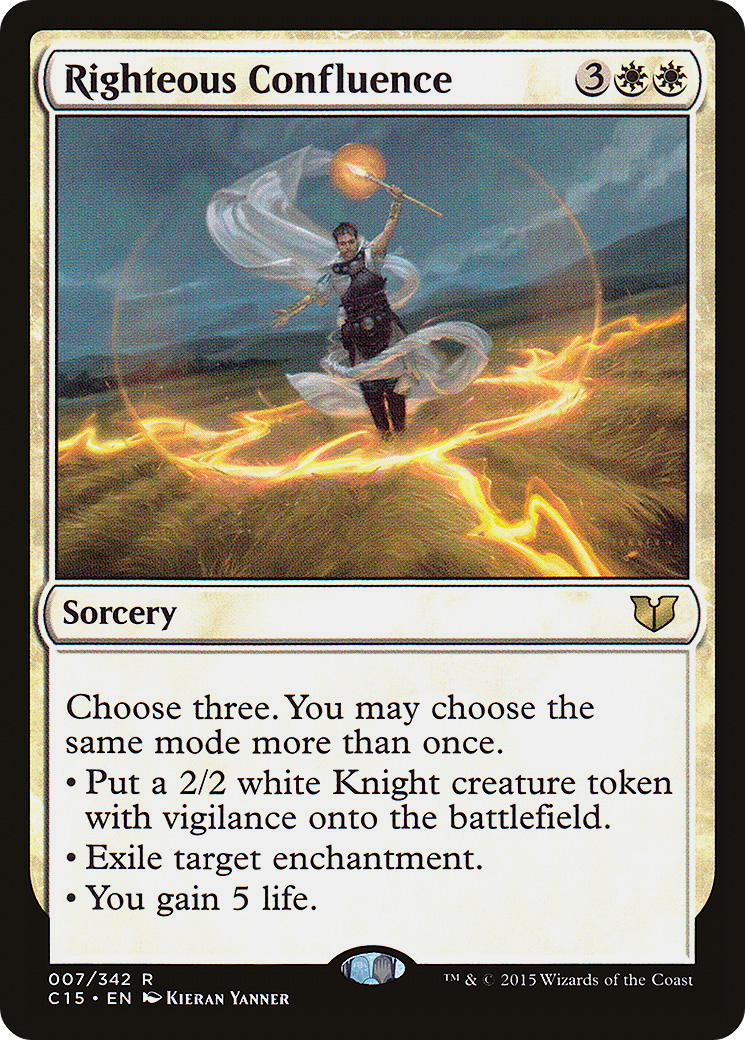 Righteous Confluence 3
Sorcery
Choose three. You may choose the
same mode more than once.
• Put a 2/2 white Knight creature token
with vigilance onto the battlefield.
• Exile target enchantment.
• You gain 5 life.
007/342 R
C15 • EN Kieran Yanner
™ & © 2015 Wizards of the Coast